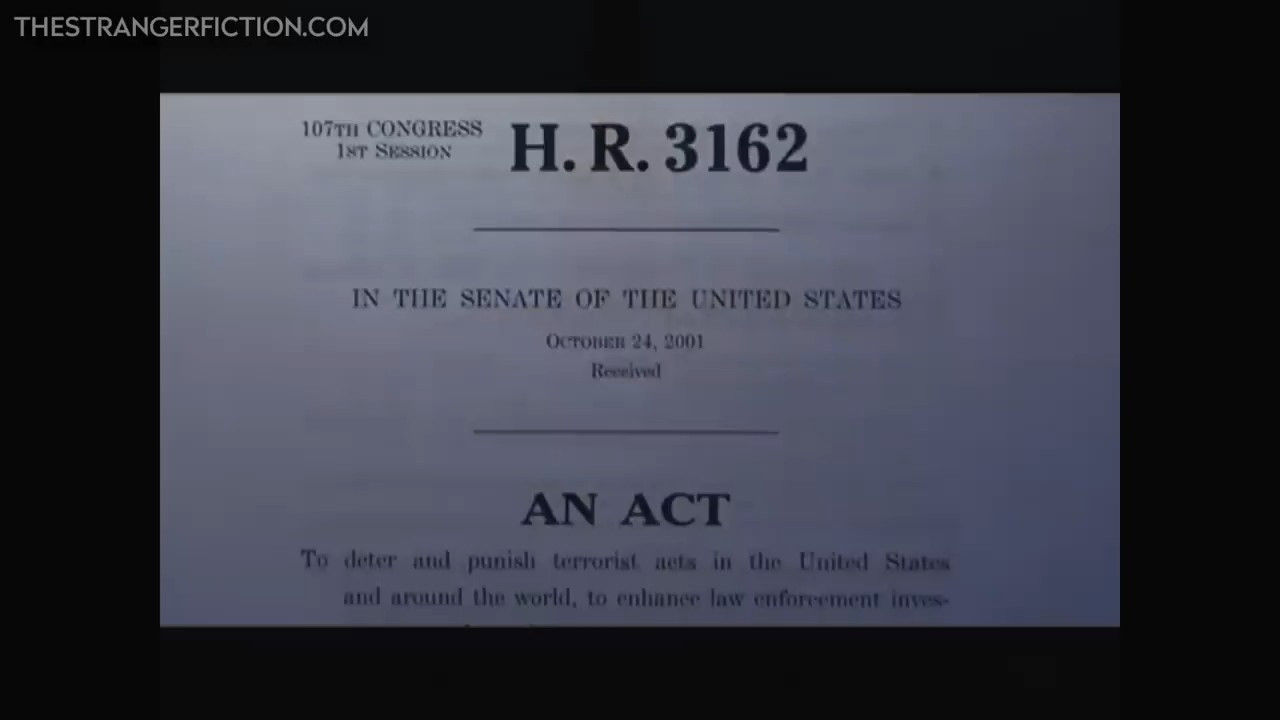 THESTRANGERFICTION.COM
107TH CONGRESS
1ST SESSION
H. R. 3162
IN THE SENATE OF THE UNITED STATES
OCTOBER 24, 2001
Received
AN ACT
To deter and punish terrorist acts in the United States
and around the world, to enhance law enforcement inves-